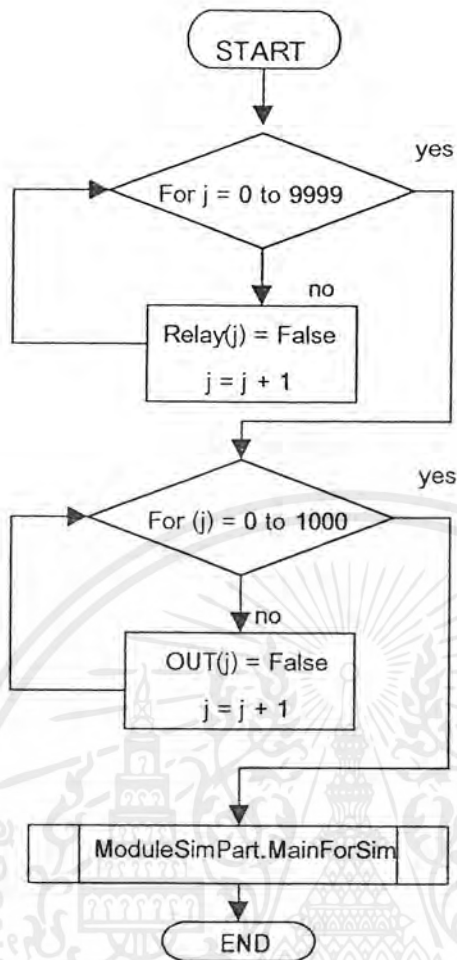 START
yes
For j = 0 to 9999
no
Relay(j) = False
j = j + 1
yes
For (j) = 0 to 1000
no
OUT(j) = False
j = j + 1
ModuleSimPart.MainForSim
END